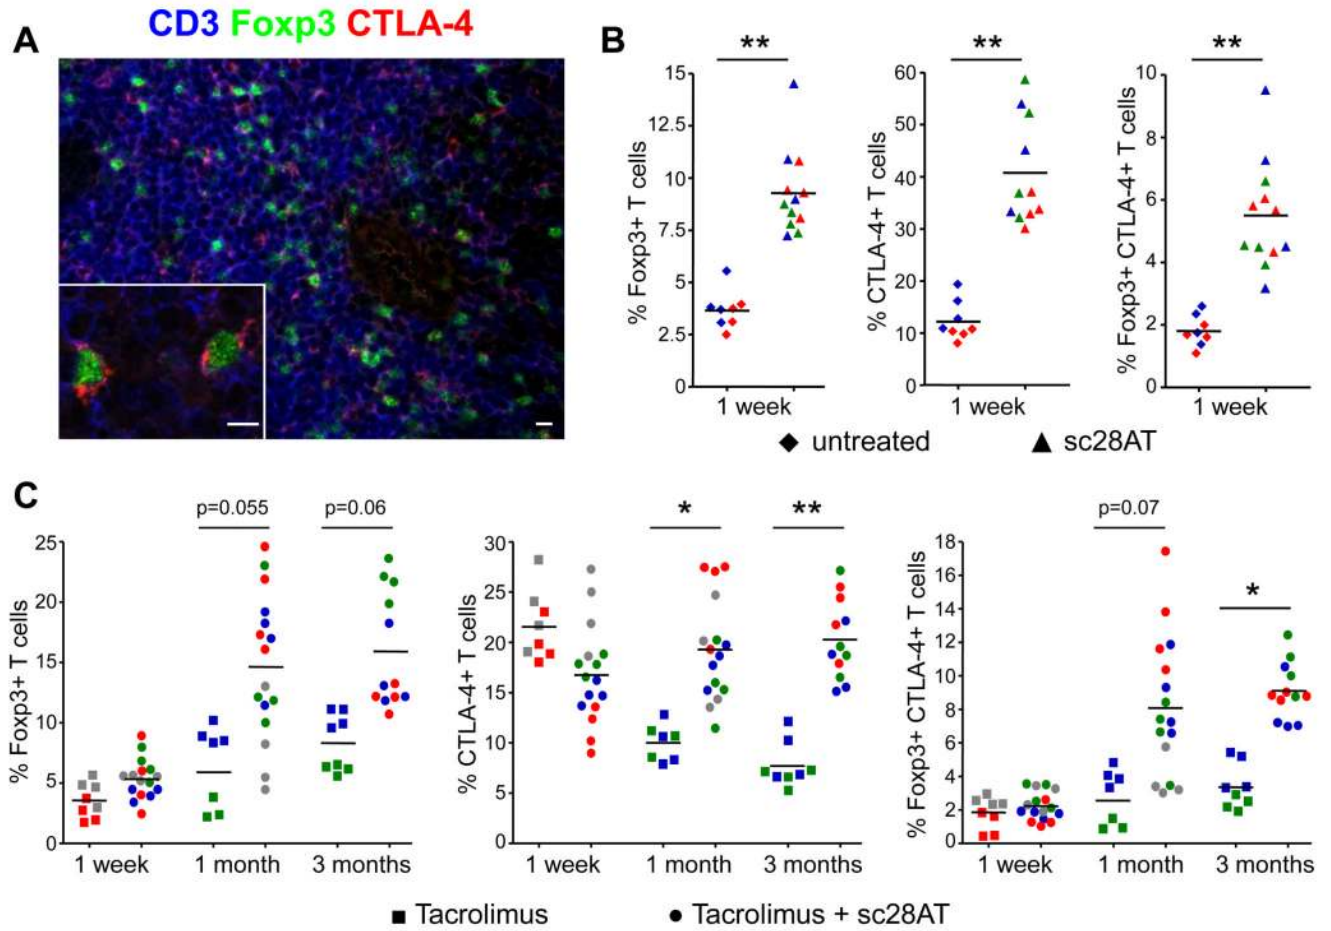 CD3 Foxp3 CTLA-4
A
B
**
**
**
% Foxp3+ T cells
15
12.5
10
7.5
5
2.5
0
1 week
% CTLA-4+ T cells
60
50
40
30
20
10
0
1 week
% Foxp3+ CTLA-4+ T cells
10
8
6
4
2
0
1 week
◆ untreated ▲ sc28AT
C
p=0.055
p=0.06
% Foxp3+ T cells
25
20
15
10
5
0
1 week 1 month 3 months
*
**
% CTLA-4+ T cells
30
25
20
15
10
5
0
1 week 1 month 3 months
p=0.07
*
% Foxp3+ CTLA-4+ T cells
18
16
14
12
10
8
6
4
2
0
1 week 1 month 3 months
■ Tacrolimus ● Tacrolimus + sc28AT